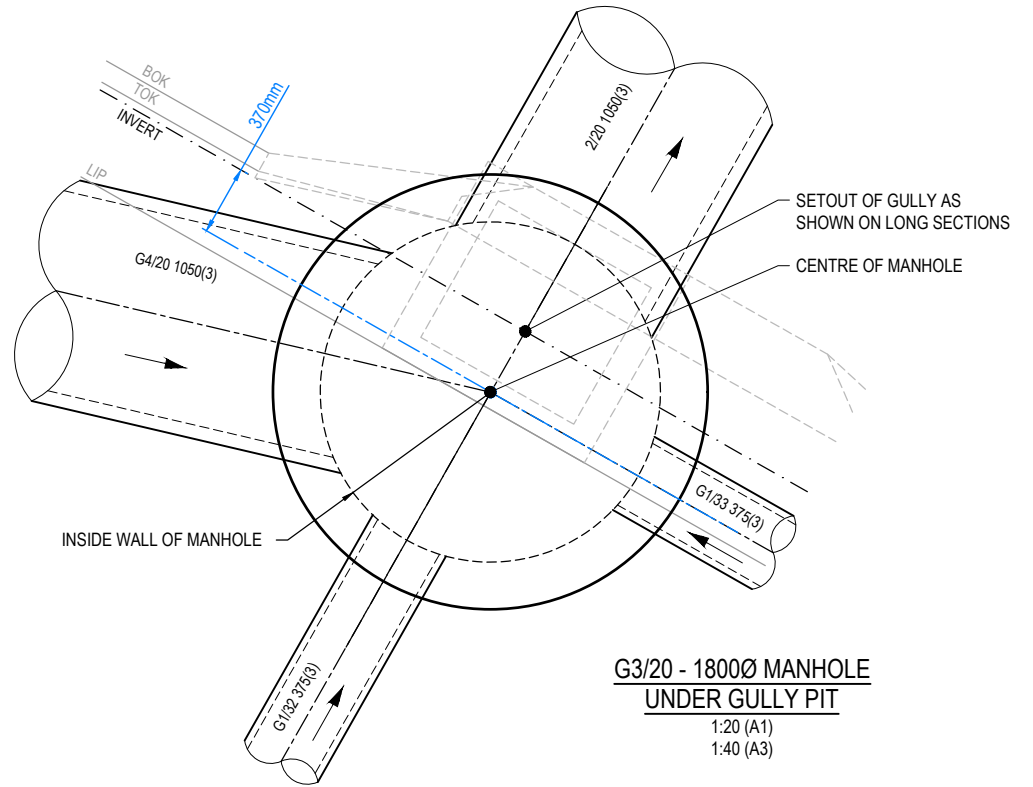 BOK
TOK
INVERT
370mm
LIP
2/20 1050(3)
SETOUT OF GULLY AS
SHOWN ON LONG SECTIONS
CENTRE OF MANHOLE
G4/20 1050(3)
G1/33 375(3)
INSIDE WALL OF MANHOLE
G1/32 375(3)
G3/20 - 1800Ø MANHOLE
UNDER GULLY PIT
1:20 (A1)
1:40 (A3)